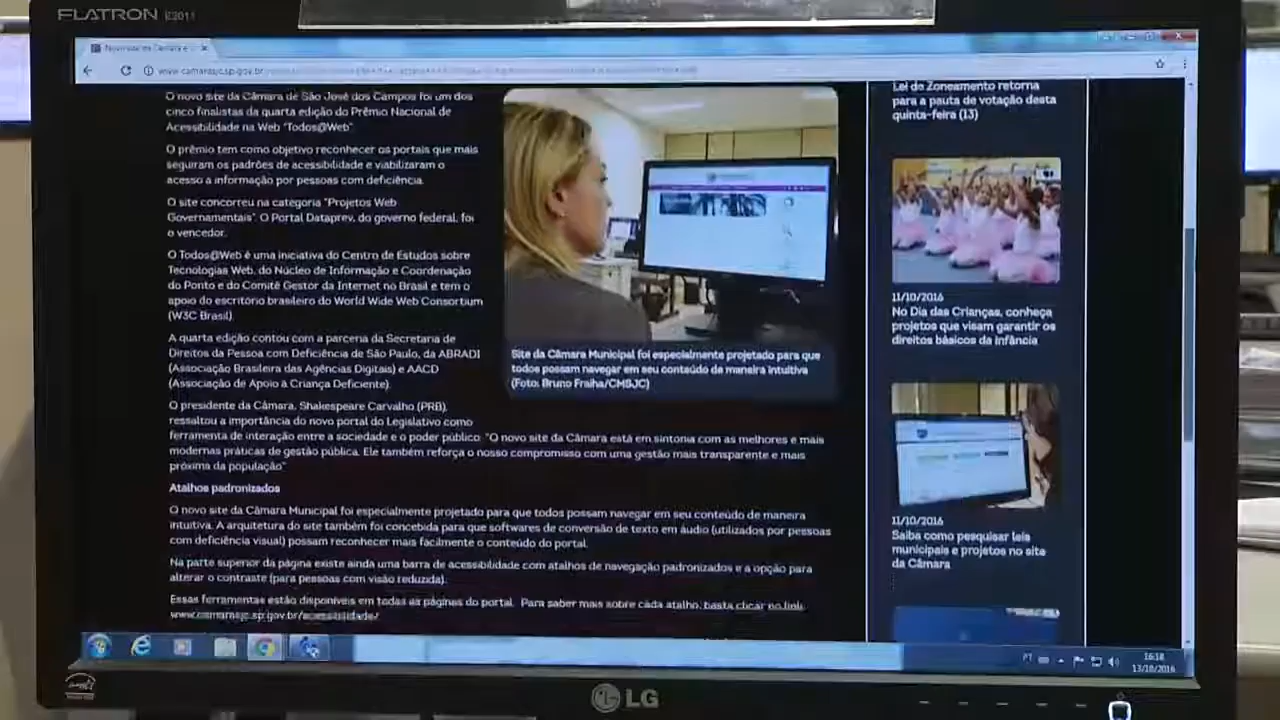 FLATRON E2011
www.camarasjc.sp.gov.br
O novo site da Câmara de São José dos Campos foi um dos
cinco finalistas da quarta edição do Prêmio Nacional de
Acessibilidade na Web "Todos@Web".
O prêmio tem como objetivo reconhecer os portais que mais
seguiram os padrões de acessibilidade e viabilizaram o
acesso a informação por pessoas com deficiência.
O site concorreu na categoria "Projetos Web
Governamentais". O Portal Dataprev, do governo federal, foi
o vencedor.
O Todos@Web é uma iniciativa do Centro de Estudos sobre
Tecnologias Web, do Núcleo de Informação e Coordenação
do Ponto e do Comitê Gestor da Internet no Brasil e tem o
apoio do escritório brasileiro do World Wide Web Consortium
(W3C Brasil).
A quarta edição contou com a parceria da Secretaria de
Direitos da Pessoa com Deficiência de São Paulo, da ABRADI
(Associação Brasileira das Agências Digitais) e AACD
(Associação de Apoio à Criança Deficiente).
O presidente da Câmara, Shakespeare Carvalho (PRB),
ressaltou a importância do novo portal do Legislativo como
ferramenta de interação entre a sociedade e o poder público. "O novo site da Câmara está em sintonia com as melhores e mais
modernas práticas de gestão pública. Ele também reforça o nosso compromisso com uma gestão mais transparente e mais
próxima da população"
Atalhos padronizados
O novo site da Câmara Municipal foi especialmente projetado para que todos possam navegar em seu conteúdo de maneira
intuitiva. A arquitetura do site também foi concebida para que softwares de conversão de texto em áudio (utilizados por pessoas
com deficiência visual) possam reconhecer mais facilmente o conteúdo do portal.
Na parte superior da página existe ainda uma barra de acessibilidade com atalhos de navegação padronizados e a opção para
alterar o contraste (para pessoas com visão reduzida).
Essas ferramentas estão disponíveis em todas as páginas do portal. Para saber mais sobre cada atalho, basta clicar no link
www.camarasjc.sp.gov.br/acessibilidade/
Site da Câmara Municipal foi especialmente projetado para que
todos possam navegar em seu conteúdo de maneira intuitiva
(Foto: Bruno Fraiha/CMSJC)
Lei de Zoneamento retorna
para a pauta de votação desta
quinta-feira (13)
11/10/2016
No Dia das Crianças, conheça
projetos que visam garantir os
direitos básicos da infância
11/10/2016
Saiba como pesquisar leis
municipais e projetos no site
da Câmara
PT
16:18
13/10/2016
LG